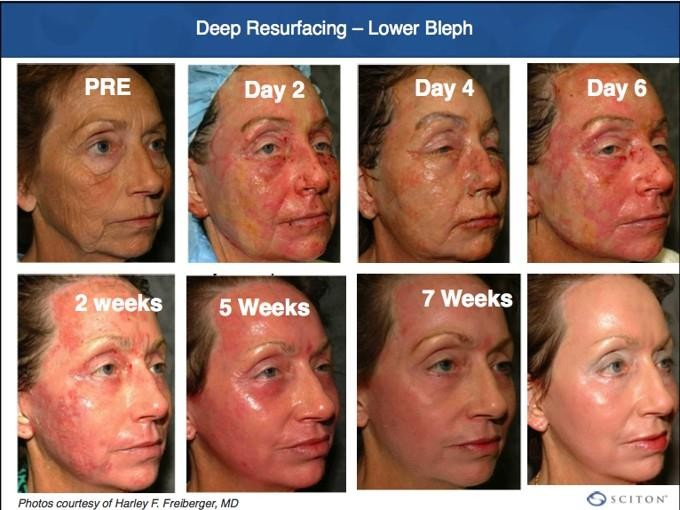 Deep Resurfacing – Lower Bleph
PRE
Day 2
Day 4
Day 6
2 weeks
5 Weeks
7 Weeks
Photos courtesy of Harley F. Freiberger, MD
SCITON®